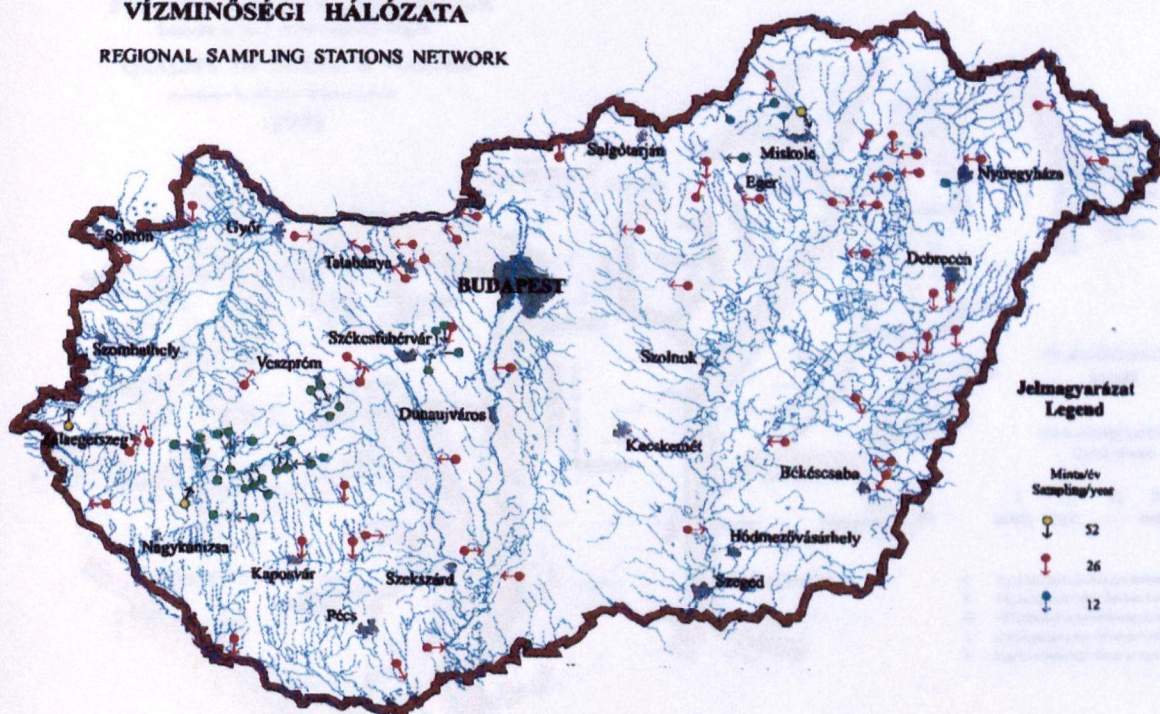 VÍZMINŐSÉGI HÁLÓZATA
REGIONAL SAMPLING STATIONS NETWORK
Salgótarján
Miskolc
Eger
Nyíregyháza
Sopron
Győr
Tatabánya
BUDAPEST
Debrecen
Szombathely
Veszprém
Székesfehérvár
Szolnok
Dunaujváros
Zalaegerszeg
Kecskemét
Békéscsaba
Nagykanizsa
Kaposvár
Szekszárd
Hódmezővásárhely
Szeged
Pécs
Jelmagyarázat
Legend
Minta/év
Sampling/year
52
26
12